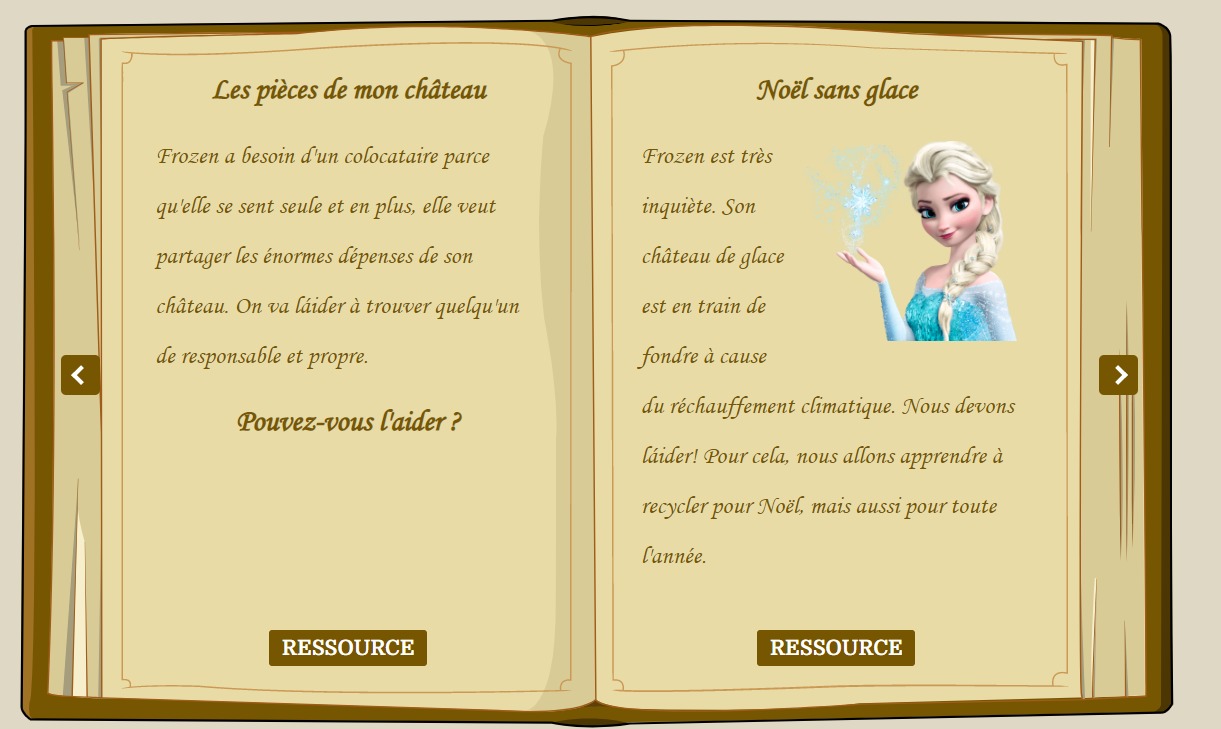 Les pièces de mon château
Frozen a besoin d'un colocataire parce
qu'elle se sent seule et en plus, elle veut
partager les énormes dépenses de son
château. On va láider à trouver quelqu'un
de responsable et propre.
Pouvez-vous l'aider ?
RESSOURCE
Noël sans glace
Frozen est très
inquiète. Son
château de glace
est en train de
fondre à cause
du réchauffement climatique. Nous devons
láider! Pour cela, nous allons apprendre à
recycler pour Noël, mais aussi pour toute
l'année.
RESSOURCE